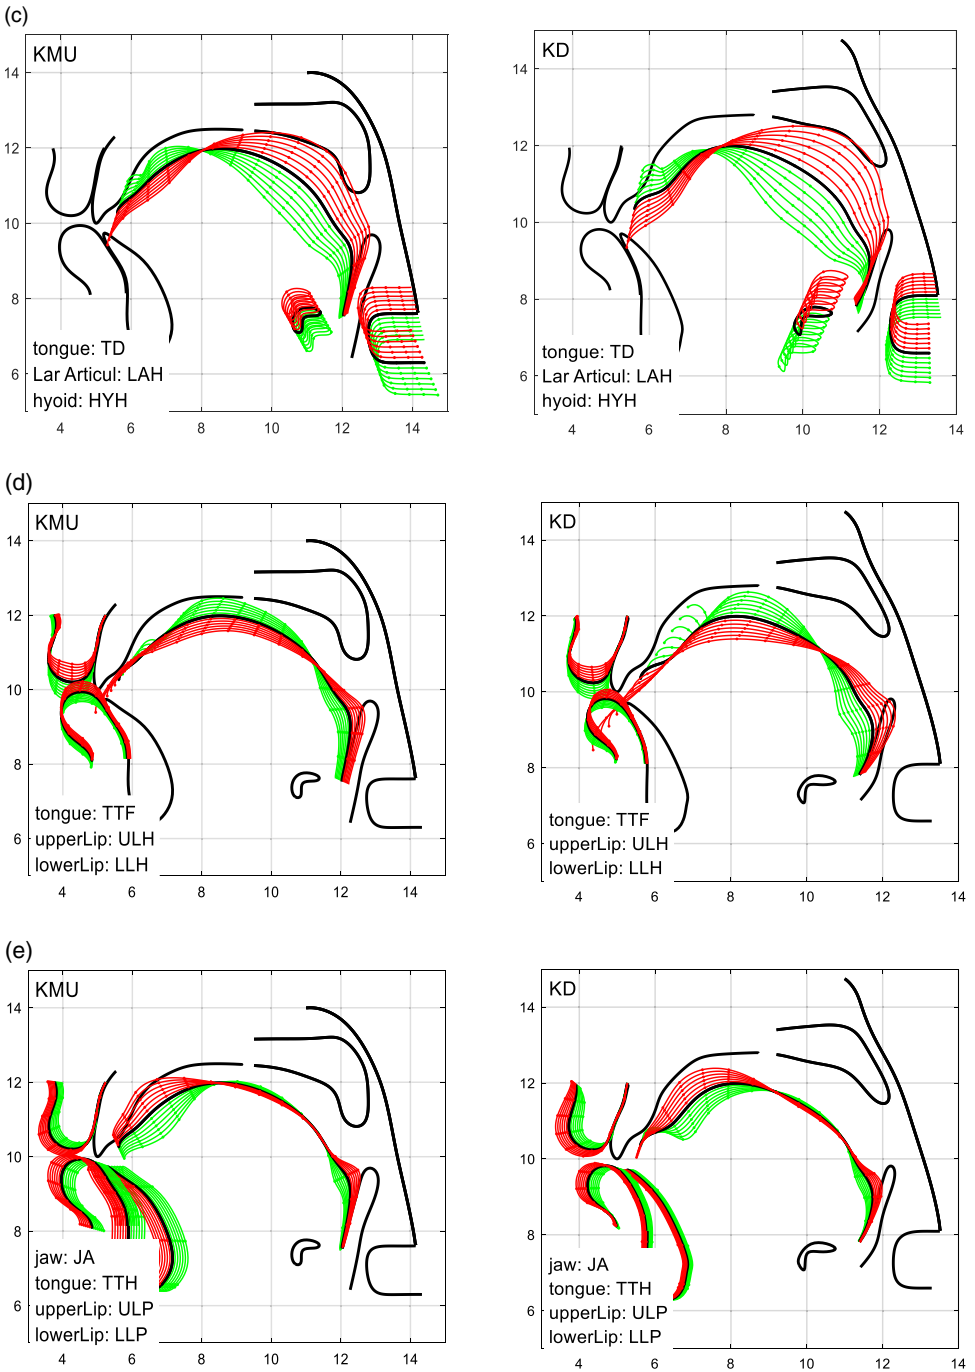 (c)
KMU
14
12
10
8
6
tongue: TD
Lar Articul: LAH
hyoid: HYH
4 6 8 10 12 14
KD
14
12
10
8
6
tongue: TD
Lar Articul: LAH
hyoid: HYH
4 6 8 10 12 14
(d)
KMU
14
12
10
8
6
tongue: TTF
upperLip: ULH
lowerLip: LLH
4 6 8 10 12 14
KD
14
12
10
8
6
tongue: TTF
upperLip: ULH
lowerLip: LLH
4 6 8 10 12 14
(e)
KMU
14
12
10
8
6
jaw: JA
tongue: TTH
upperLip: ULP
lowerLip: LLP
4 6 8 10 12 14
KD
14
12
10
8
6
jaw: JA
tongue: TTH
upperLip: ULP
lowerLip: LLP
4 6 8 10 12 14